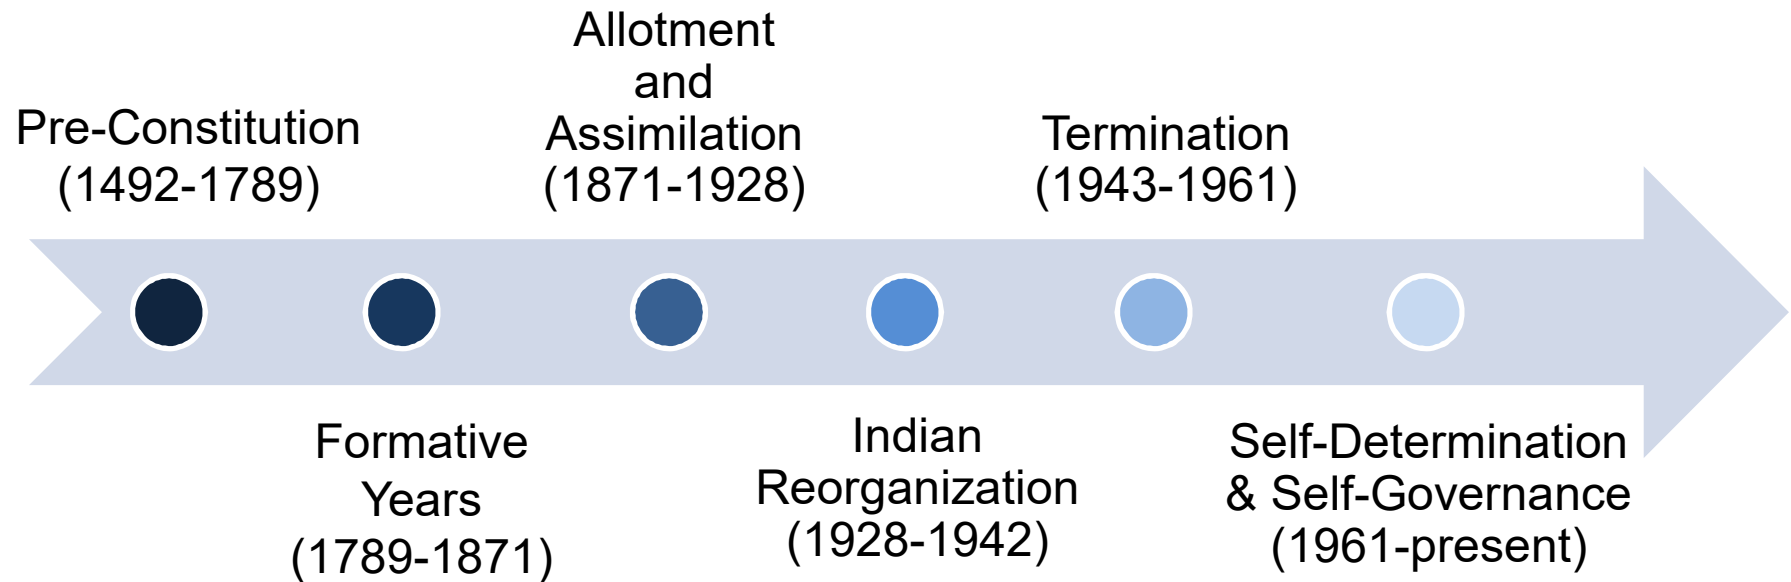 Pre-Constitution
(1492-1789)
Formative
Years
(1789-1871)
Allotment
and
Assimilation
(1871-1928)
Indian
Reorganization
(1928-1942)
Termination
(1943-1961)
Self-Determination
& Self-Governance
(1961-present)